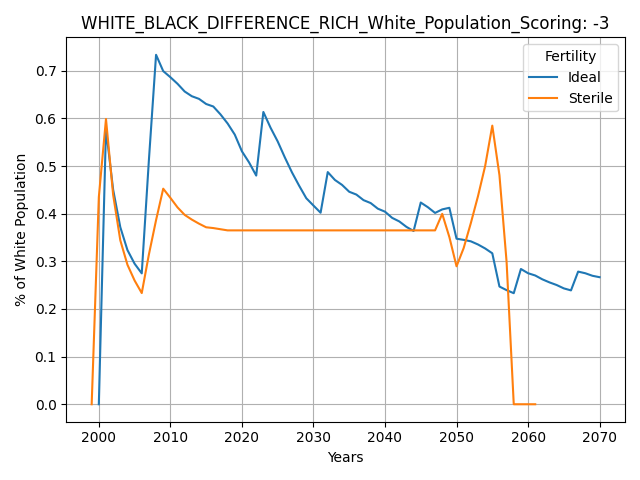 WHITE_BLACK_DIFFERENCE_RICH_White_Population_Scoring: -3
Fertility
Ideal
Sterile
% of White Population
0.7
0.6
0.5
0.4
0.3
0.2
0.1
0.0
2000 2010 2020 2030 2040 2050 2060 2070
Years